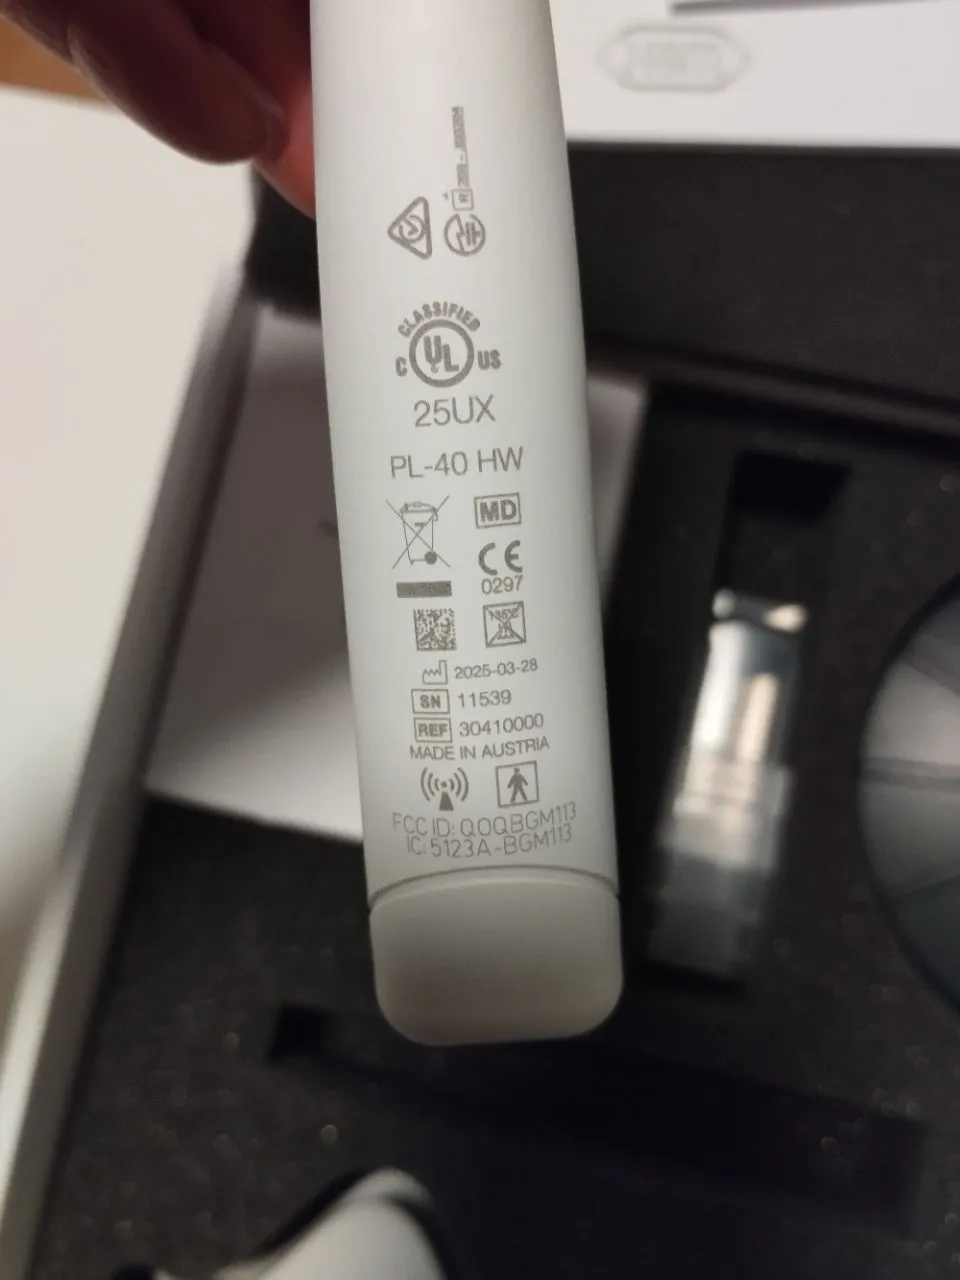 R
CLASSIFIED
C UL US
25UX
PL-40 HW
MD
CE
0297
135°C
2025-03-28
SN 11539
REF 30410000
MADE IN AUSTRIA
FCC ID: QOQBGM113
IC: 5123A-BGM113